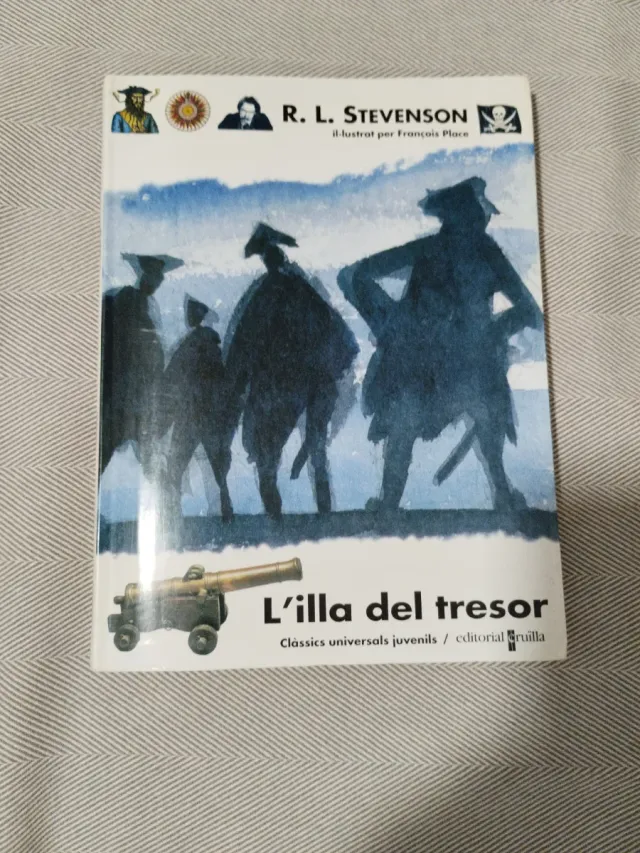 R. L. STEVENSON
il·lustrat per François Place
L'illa del tresor
Clàssics universals juvenils / editorial cruïlla